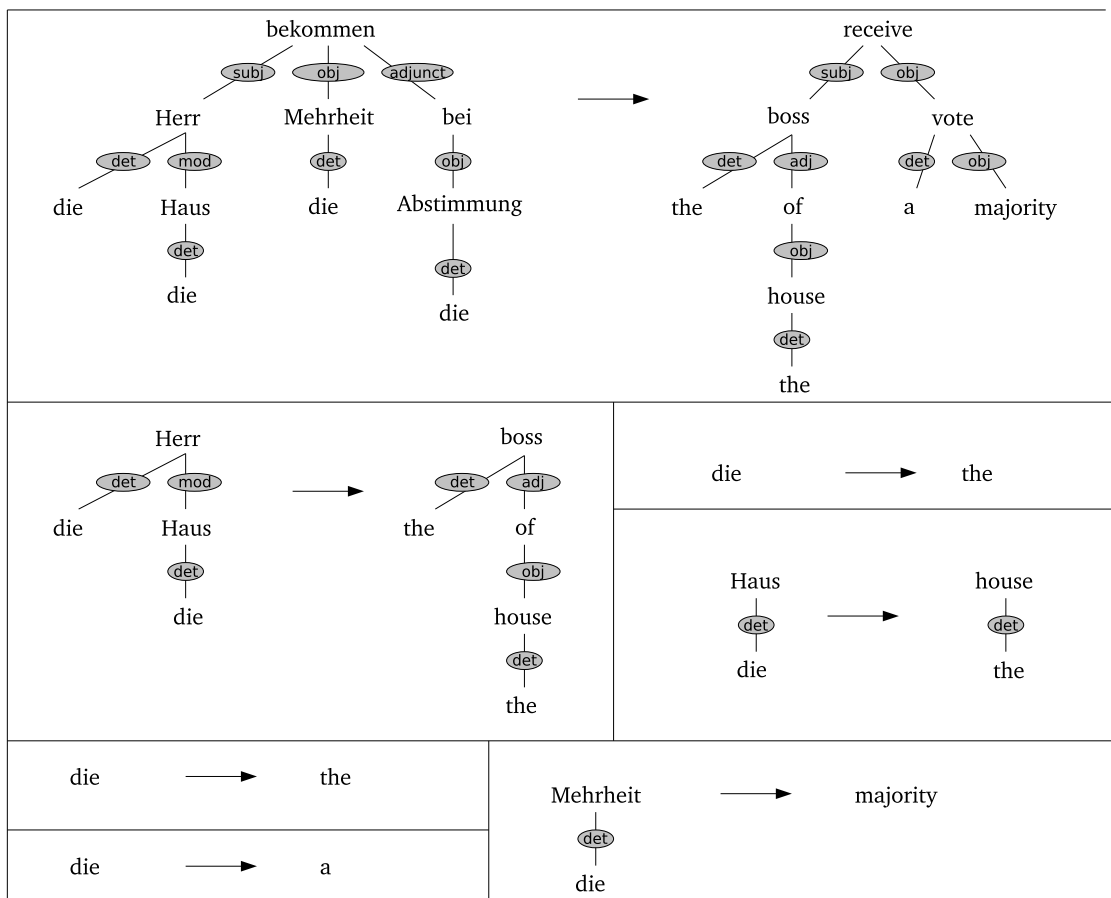 bekommen receive
subj obj adjunct subj obj
Herr Mehrheit bei boss vote
det mod det obj det adj det obj
die Haus die Abstimmung the of a majority
det det obj
die die house
det
the
Herr boss
det mod det adj
die Haus the of
det obj
die house
det
the
die the
Haus house
det det
die the
die the
die a
Mehrheit majority
det
die